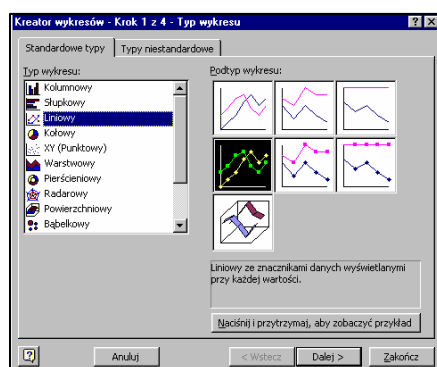 Kreator wykresów - Krok 1 z 4 - Typ wykresu
Standardowe typy
Typy niestandardowe
Typ wykresu:
Kolumnowy
Słupkowy
Liniowy
Kołowy
XY (Punktowy)
Warstwowy
Pierścieniowy
Radarowy
Powierzchniowy
Bąbelkowy
Podtyp wykresu:
Liniowy ze znacznikami danych wyświetlanymi
przy każdej wartości.
Naciśnij i przytrzymaj, aby zobaczyć przykład
Anuluj
< Wstecz
Dalej >
Zakończ